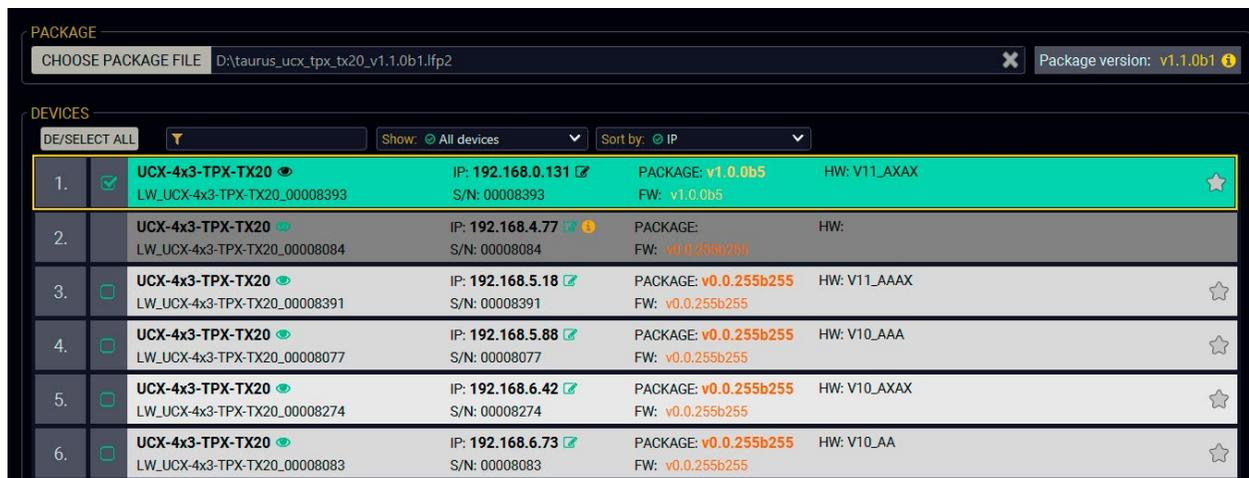 PACKAGE
CHOOSE PACKAGE FILE D:\taurus_ucx_tpx_tx20_v1.1.0b1.lfp2 Package version: v1.1.0b1
DEVICES
DE/SELECT ALL Show: All devices Sort by: IP
1. UCX-4x3-TPX-TX20 IP: 192.168.0.131 PACKAGE: v1.0.0b5 HW: V11_AXAX
LW_UCX-4x3-TPX-TX20_00008393 S/N: 00008393 FW: v1.0.0b5
2. UCX-4x3-TPX-TX20 IP: 192.168.4.77 PACKAGE: HW:
LW_UCX-4x3-TPX-TX20_00008084 S/N: 00008084 FW: v0.0.255b255
3. UCX-4x3-TPX-TX20 IP: 192.168.5.18 PACKAGE: v0.0.255b255 HW: V11_AAAX
LW_UCX-4x3-TPX-TX20_00008391 S/N: 00008391 FW: v0.0.255b255
4. UCX-4x3-TPX-TX20 IP: 192.168.5.88 PACKAGE: v0.0.255b255 HW: V10_AAA
LW_UCX-4x3-TPX-TX20_00008077 S/N: 00008077 FW: v0.0.255b255
5. UCX-4x3-TPX-TX20 IP: 192.168.6.42 PACKAGE: v0.0.255b255 HW: V10_AXAX
LW_UCX-4x3-TPX-TX20_00008274 S/N: 00008274 FW: v0.0.255b255
6. UCX-4x3-TPX-TX20 IP: 192.168.6.73 PACKAGE: v0.0.255b255 HW: V10_AA
LW_UCX-4x3-TPX-TX20_00008083 S/N: 00008083 FW: v0.0.255b255